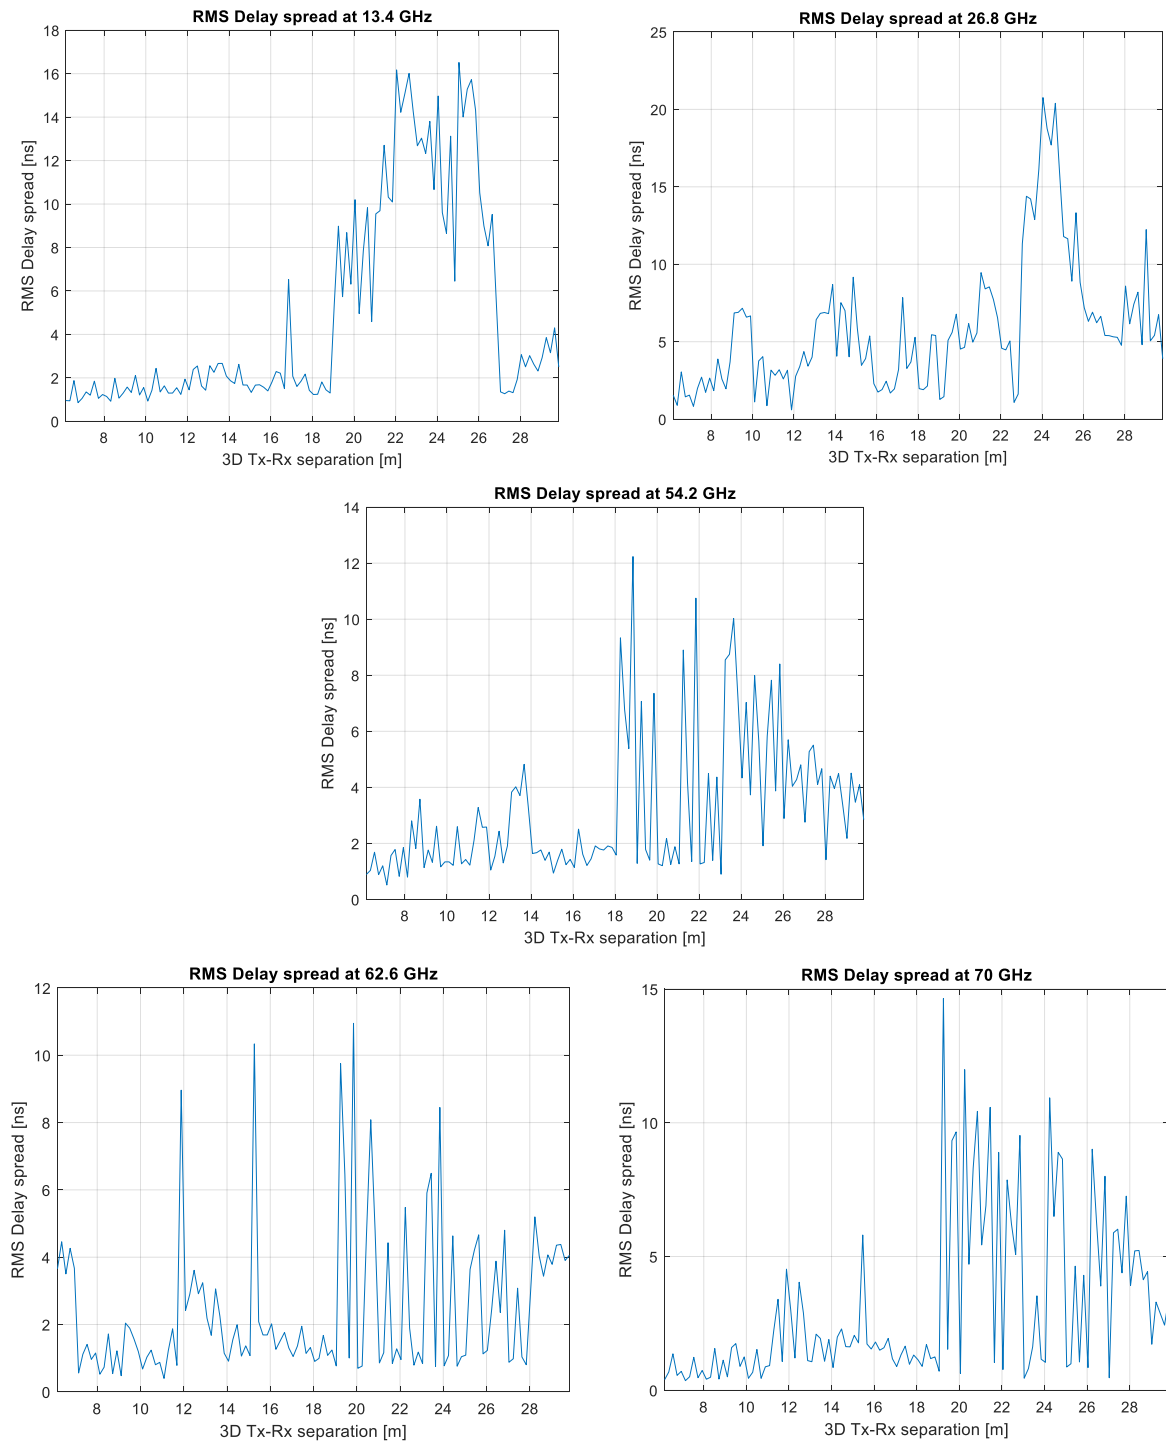 RMS Delay spread at 13.4 GHz
RMS Delay spread [ns]
18
16
14
12
10
8
6
4
2
0
8 10 12 14 16 18 20 22 24 26 28
3D Tx-Rx separation [m]
RMS Delay spread at 26.8 GHz
RMS Delay spread [ns]
25
20
15
10
5
0
8 10 12 14 16 18 20 22 24 26 28
3D Tx-Rx separation [m]
RMS Delay spread at 54.2 GHz
RMS Delay spread [ns]
14
12
10
8
6
4
2
0
8 10 12 14 16 18 20 22 24 26 28
3D Tx-Rx separation [m]
RMS Delay spread at 62.6 GHz
RMS Delay spread [ns]
12
10
8
6
4
2
0
8 10 12 14 16 18 20 22 24 26 28
3D Tx-Rx separation [m]
RMS Delay spread at 70 GHz
RMS Delay spread [ns]
15
10
5
0
8 10 12 14 16 18 20 22 24 26 28
3D Tx-Rx separation [m]